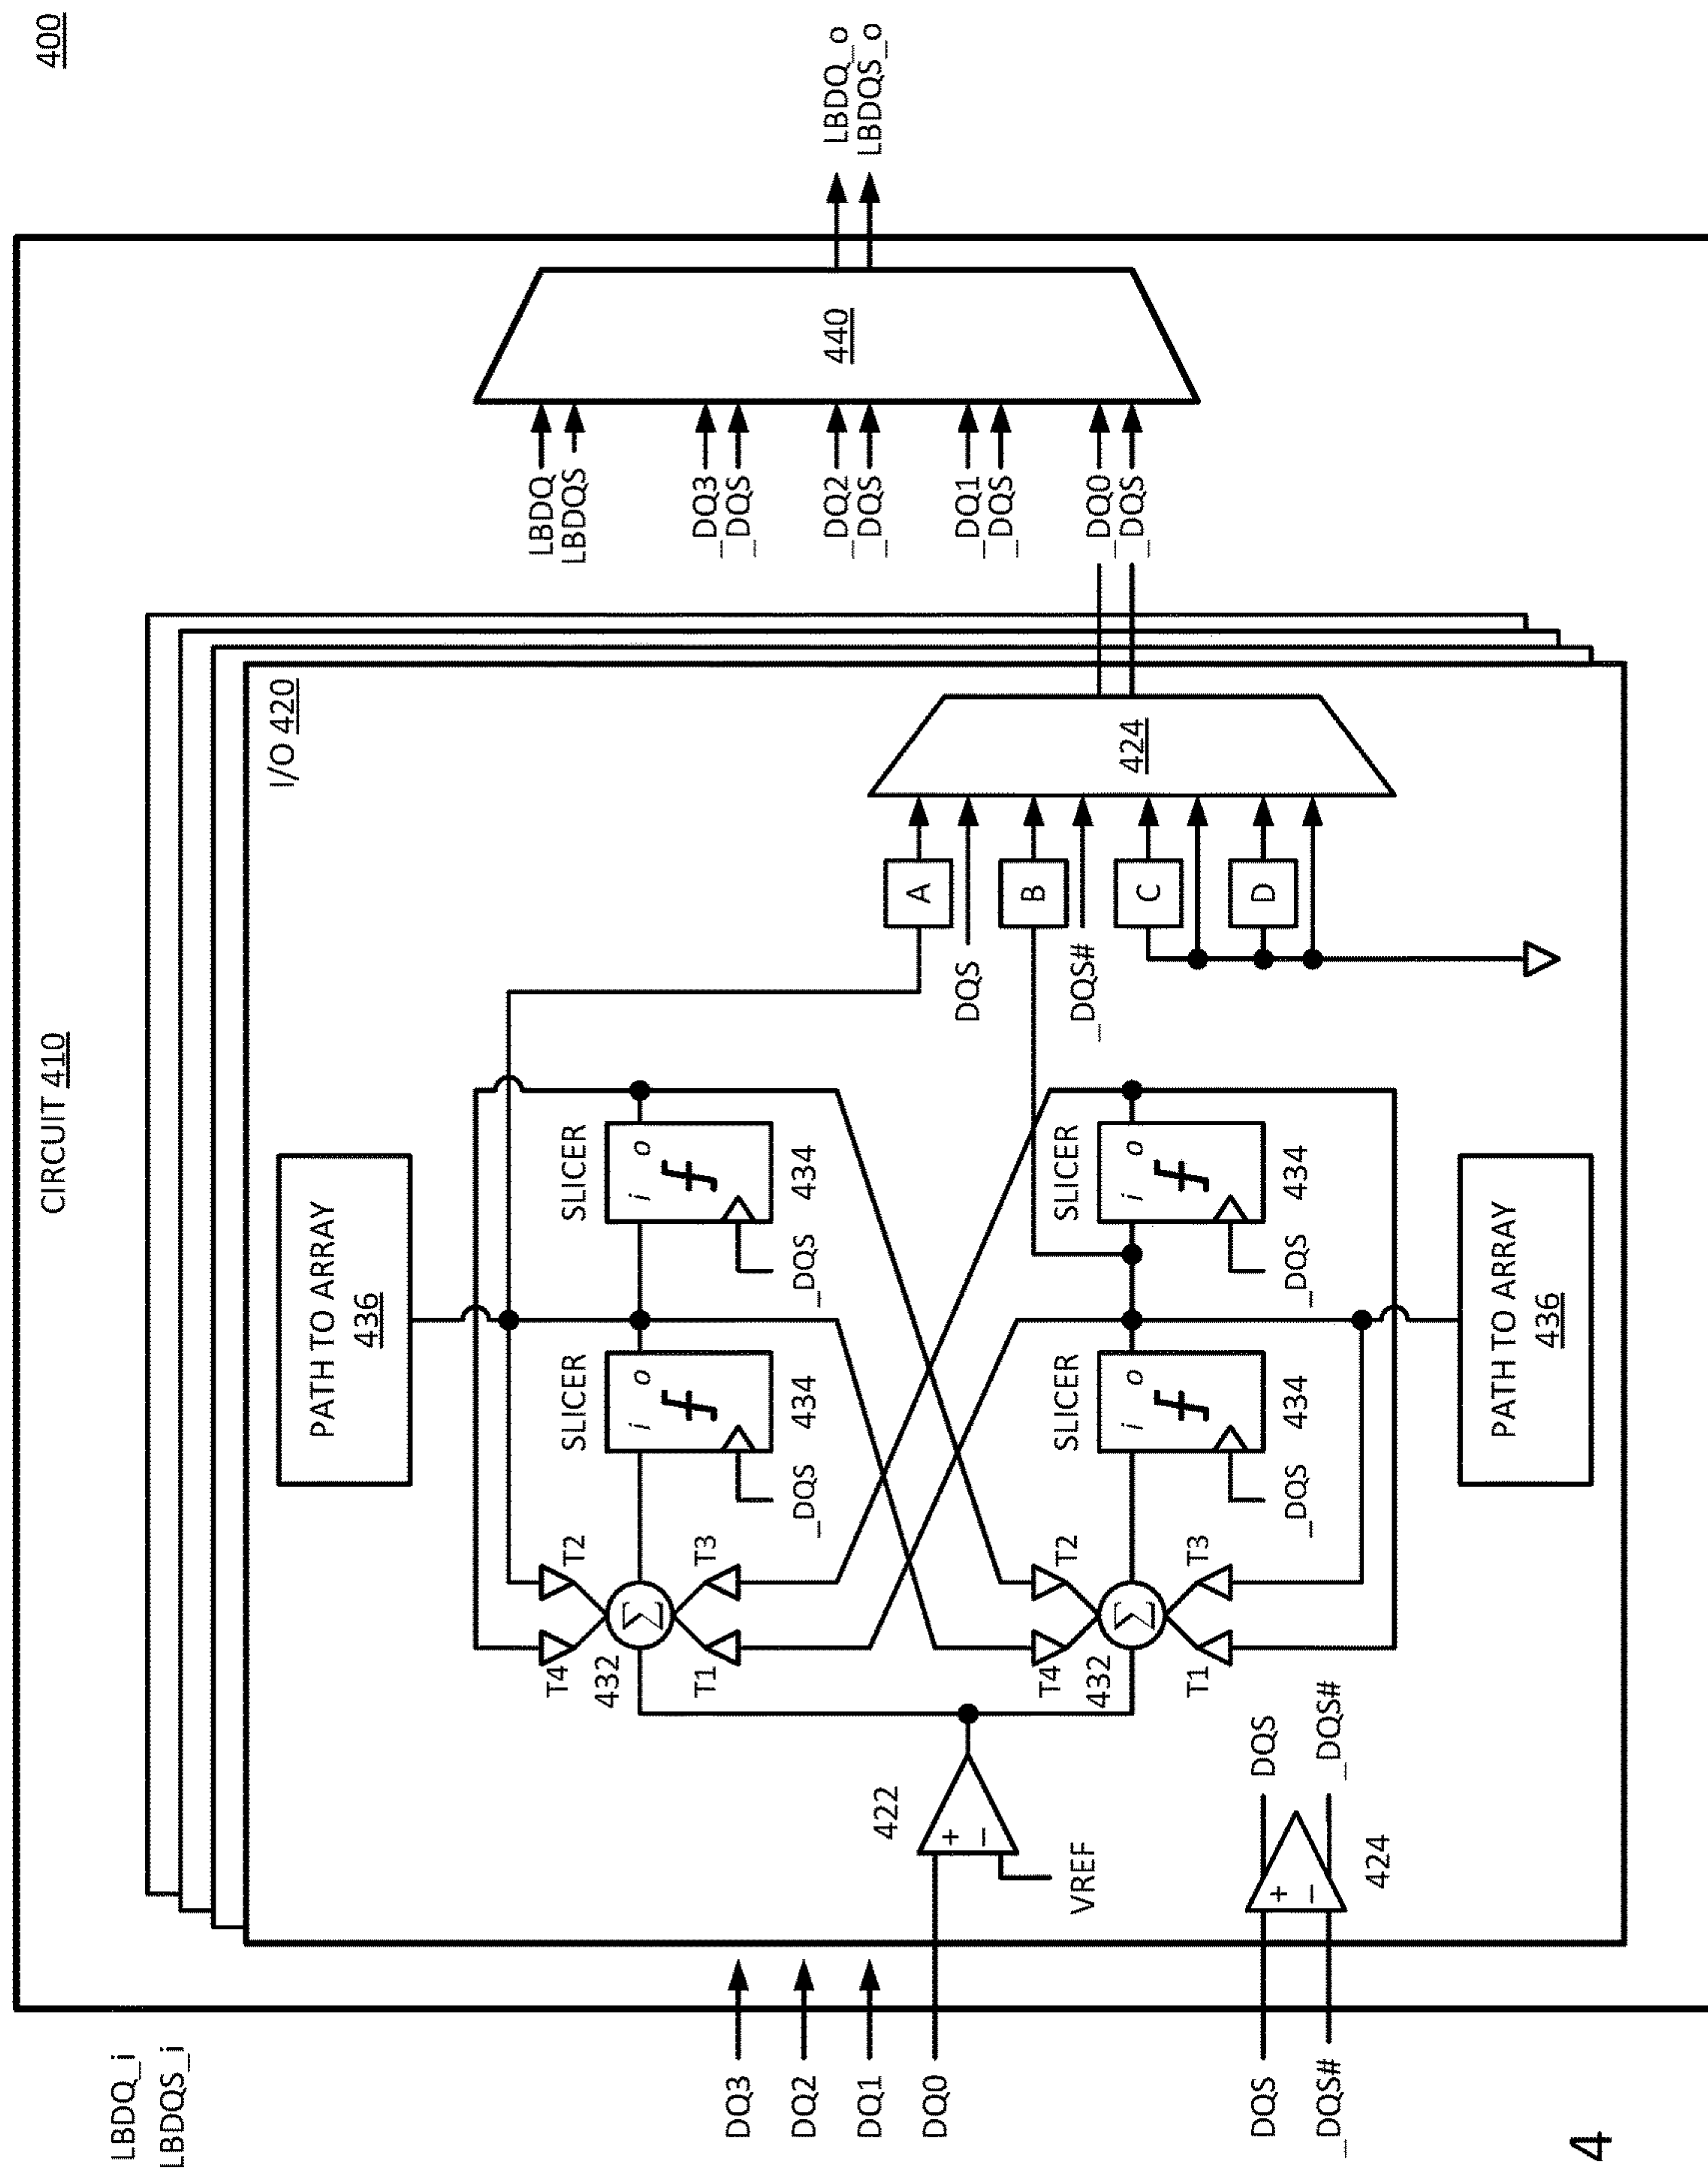 400
CIRCUIT 410
LBDQ_i
LBDQS_i
I/O 420
PATH TO ARRAY
436
LBDQ
LBDQS
_DQ3
_DQS
_DQ2
_DQS
_DQ1
_DQS
_DQ0
_DQS
440
LBDQ_o
LBDQS_o
T4
T2
432
Σ
T1
T3
SLICER
i
o
f
434
_DQS
SLICER
i
o
f
434
_DQS
DQ3
DQ2
DQ1
DQ0
422
+
−
VREF
A
DQS
B
_DQS#
C
D
424
T4
T2
432
Σ
T1
T3
SLICER
i
o
f
434
_DQS
SLICER
i
o
f
434
_DQS
DQS
_DQS#
+
−
424
DQS
_DQS#
PATH TO ARRAY
436
4